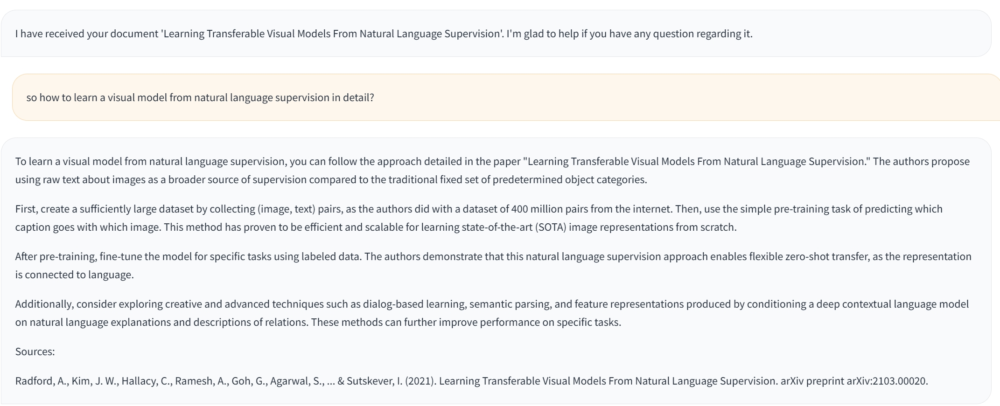 I have received your document 'Learning Transferable Visual Models From Natural Language Supervision'. I'm glad to help if you have any question regarding it.
so how to learn a visual model from natural language supervision in detail?
To learn a visual model from natural language supervision, you can follow the approach detailed in the paper "Learning Transferable Visual Models From Natural Language Supervision." The authors propose
using raw text about images as a broader source of supervision compared to the traditional fixed set of predetermined object categories.
First, create a sufficiently large dataset by collecting (image, text) pairs, as the authors did with a dataset of 400 million pairs from the internet. Then, use the simple pre-training task of predicting which
caption goes with which image. This method has proven to be efficient and scalable for learning state-of-the-art (SOTA) image representations from scratch.
After pre-training, fine-tune the model for specific tasks using labeled data. The authors demonstrate that this natural language supervision approach enables flexible zero-shot transfer, as the representation
is connected to language.
Additionally, consider exploring creative and advanced techniques such as dialog-based learning, semantic parsing, and feature representations produced by conditioning a deep contextual language model
on natural language explanations and descriptions of relations. These methods can further improve performance on specific tasks.
Sources:
Radford, A., Kim, J. W., Hallacy, C., Ramesh, A., Goh, G., Agarwal, S., ... & Sutskever, I. (2021). Learning Transferable Visual Models From Natural Language Supervision. arXiv preprint arXiv:2103.00020.